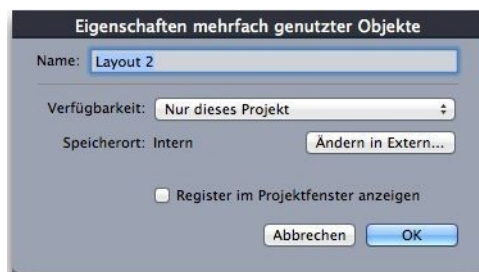 Eigenschaften mehrfach genutzter Objekte
Name: Layout 2
Verfügbarkeit: Nur dieses Projekt
Speicherort: Intern Ändern in Extern...
Register im Projektfenster anzeigen
Abbrechen OK